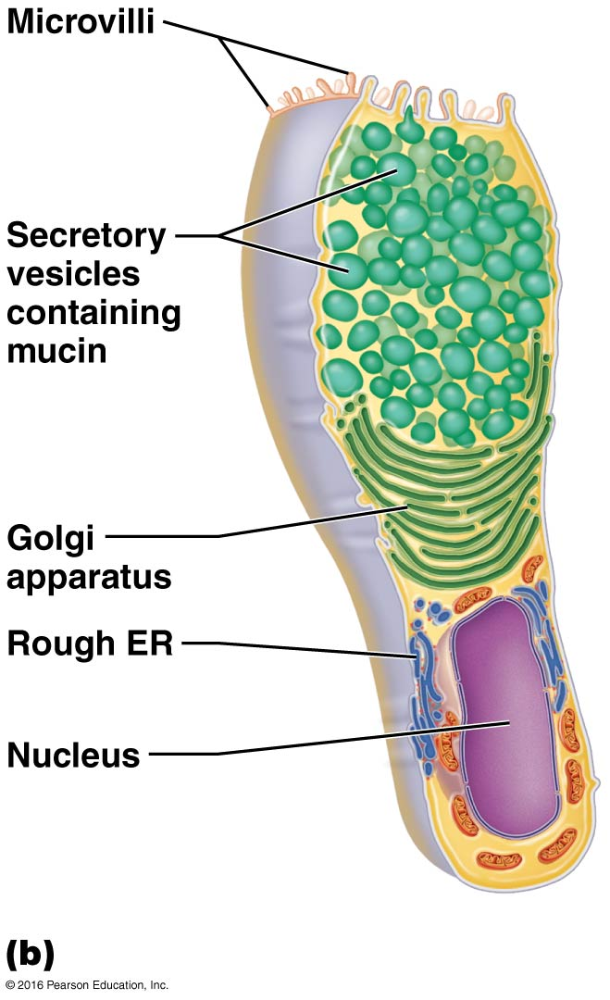 Microvilli
Secretory
vesicles
containing
mucin
Golgi
apparatus
Rough ER
Nucleus
(b)
© 2016 Pearson Education, Inc.